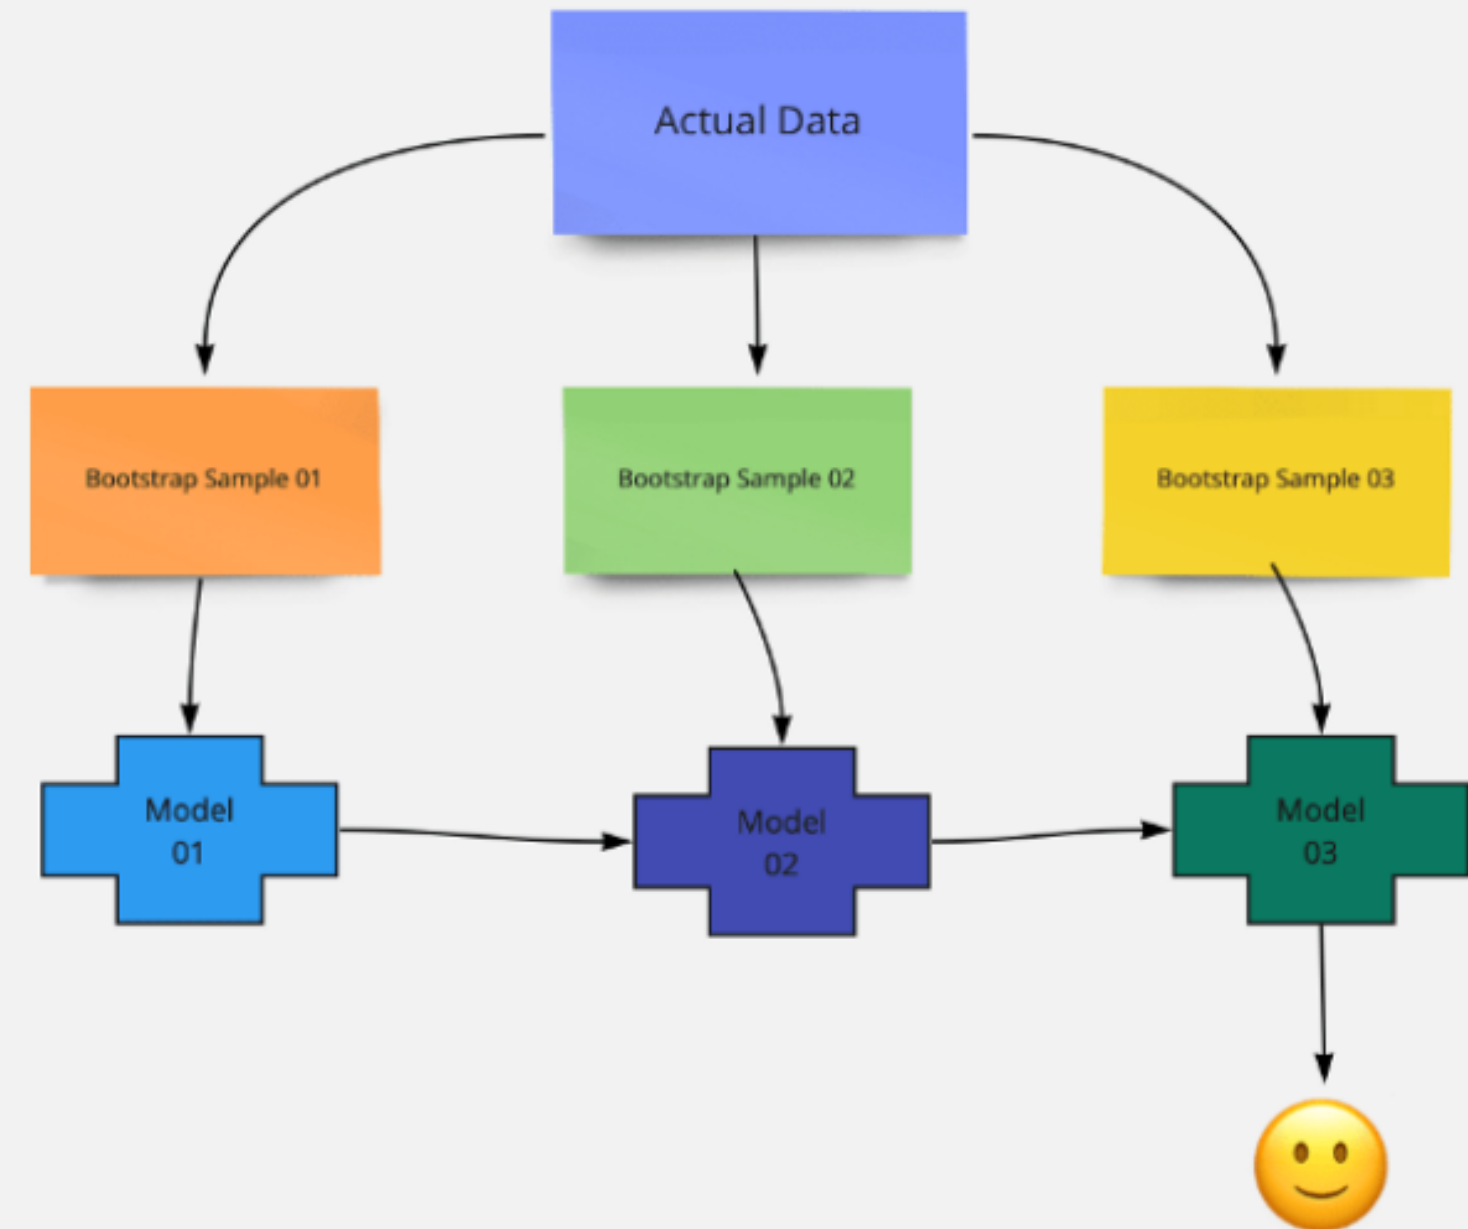 Actual Data
Bootstrap Sample 01
Bootstrap Sample 02
Bootstrap Sample 03
Model
01
Model
02
Model
03